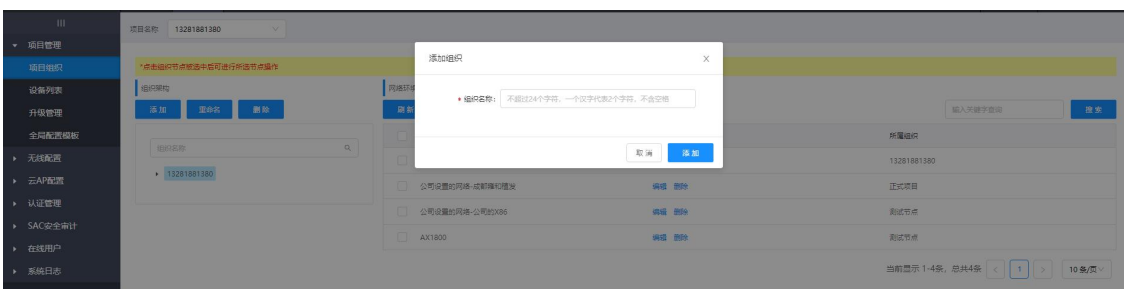 项目名称 13281881380
项目管理
项目组织
设备列表
升级管理
全局配置模板
无线配置
云AP配置
认证管理
SAC安全审计
在线用户
系统日志
*点击组织节点被选中后可进行所选节点操作
组织架构
添加 重命名 删除
组织名称
13281881380
添加组织
* 组织名称: 不超过24个字符,一个汉字代表2个字符,不含空格
取消 添加
网络环境
刷新
输入关键字查询 搜索
所属组织
13281881380
公司设置的网络-成都锦和隆发 编辑 删除 正式项目
公司设置的网络-公司的X86 编辑 删除 测试节点
AX1800 编辑 删除 测试节点
当前显示 1-4条, 总共4条 < 1 > 10 条/页